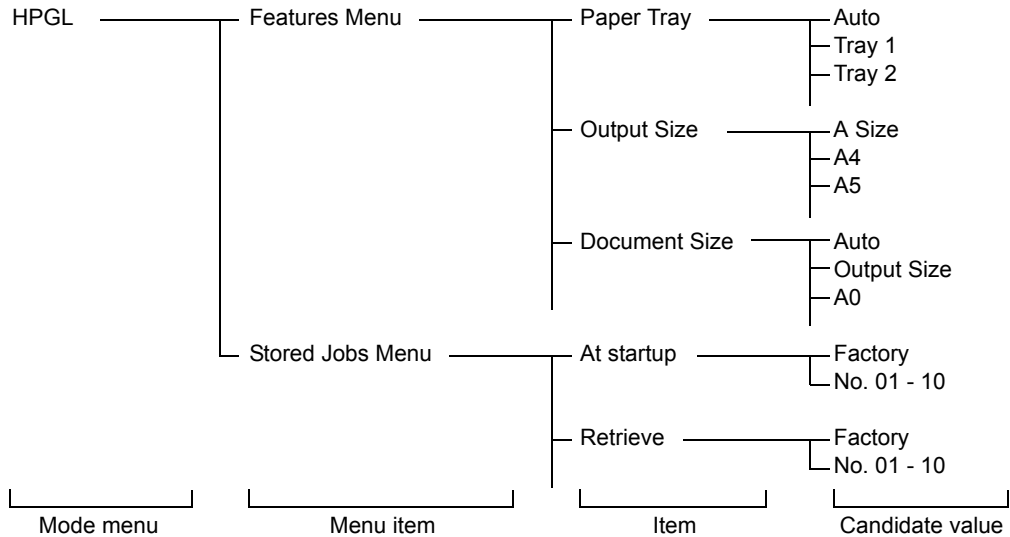 HPGL Features Menu Paper Tray Auto
Tray 1
Tray 2
Output Size A Size
A4
A5
Document Size Auto
Output Size
A0
Stored Jobs Menu At startup Factory
No. 01 - 10
Retrieve Factory
No. 01 - 10
Mode menu Menu item Item Candidate value